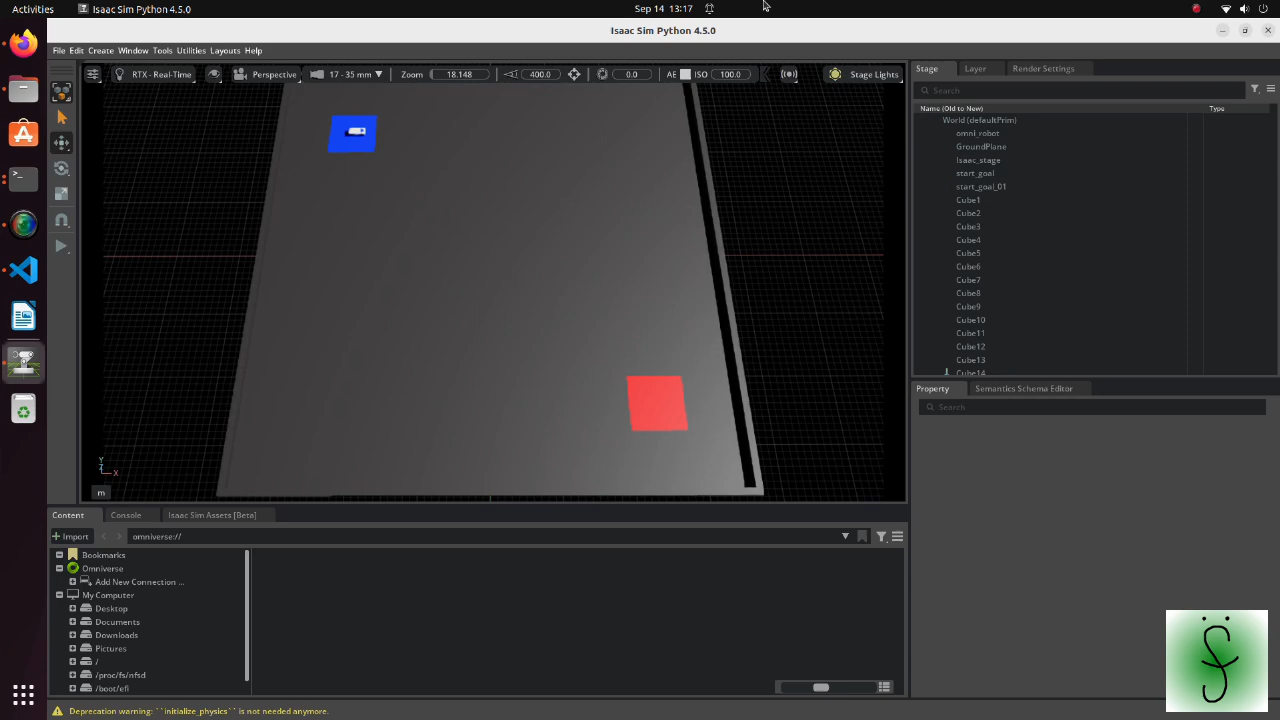 Activities
Isaac Sim Python 4.5.0
Sep 14 13:17
Isaac Sim Python 4.5.0
File Edit Create Window Tools Utilities Layouts Help
RTX - Real-Time
Perspective
17 - 35 mm
Zoom
18.148
400.0
0.0
AE
ISO
100.0
Stage Lights
Stage
Layer
Render Settings
Search
Name (Old to New)
Type
World (defaultPrim)
omni_robot
GroundPlane
Isaac_stage
start_goal
start_goal_01
Cube1
Cube2
Cube3
Cube4
Cube5
Cube6
Cube7
Cube8
Cube9
Cube10
Cube11
Cube12
Cube13
Cube14
Property
Semantics Schema Editor
Search
Y
Z
X
m
Content
Console
Isaac Sim Assets [Beta]
Import
omniverse://
Bookmarks
Omniverse
Add New Connection ...
My Computer
Desktop
Documents
Downloads
Pictures
/
/proc/fs/nfsd
/boot/efi
Deprecation warning: ``initialize_physics`` is not needed anymore.